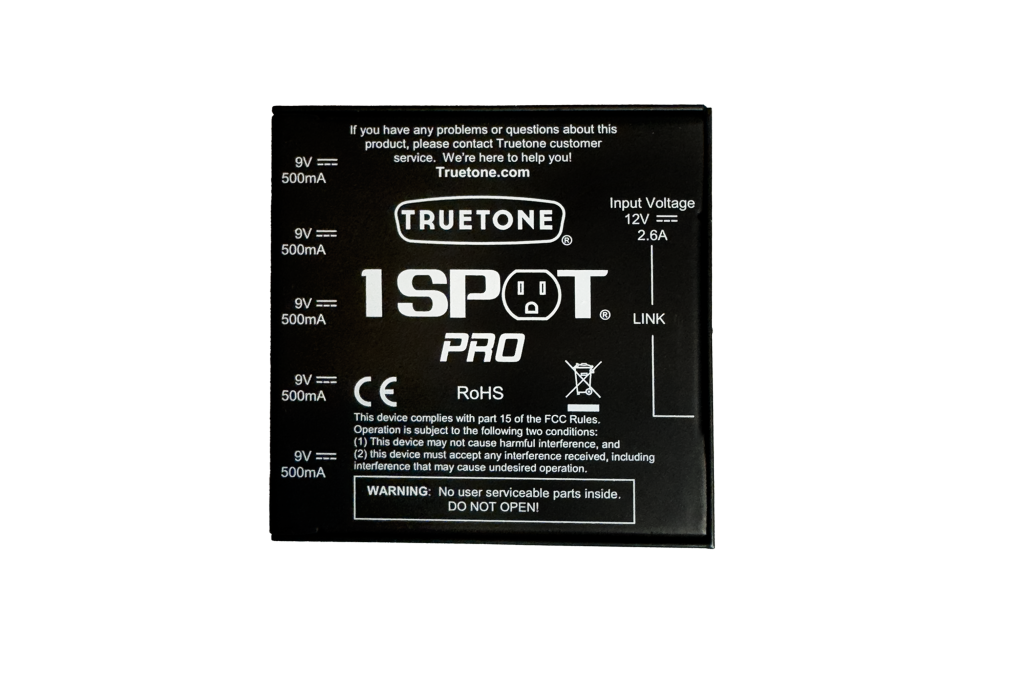 If you have any problems or questions about this
product, please contact Truetone customer
service. We're here to help you!
Truetone.com
9V
500mA
9V
500mA
9V
500mA
9V
500mA
9V
500mA
TRUETONE®
1 SPOT®
PRO
Input Voltage
12V
2.6A
LINK
CE
RoHS
This device complies with part 15 of the FCC Rules.
Operation is subject to the following two conditions:
(1) This device may not cause harmful interference, and
(2) this device must accept any interference received, including
interference that may cause undesired operation.
WARNING: No user serviceable parts inside.
DO NOT OPEN!